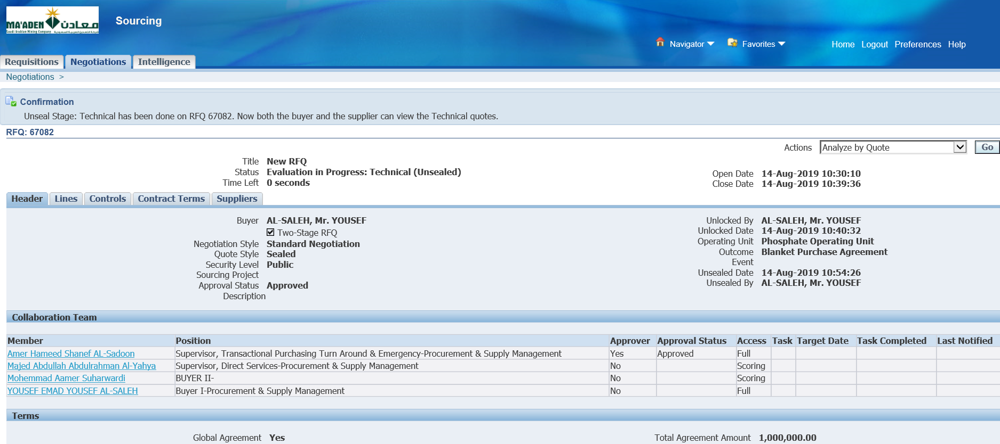 MA'ADEN معادن
Saudi Arabian Mining Company شركة التعدين العربية السعودية
Sourcing
Navigator Favorites Home Logout Preferences Help
Requisitions Negotiations Intelligence
Negotiations >
Confirmation
Unseal Stage: Technical has been done on RFQ 67082. Now both the buyer and the supplier can view the Technical quotes.
RFQ: 67082
Actions Analyze by Quote Go
Title New RFQ
Status Evaluation in Progress: Technical (Unsealed)
Time Left 0 seconds
Open Date 14-Aug-2019 10:30:10
Close Date 14-Aug-2019 10:39:36
Header Lines Controls Contract Terms Suppliers
Buyer AL-SALEH, Mr. YOUSEF
Two-Stage RFQ
Negotiation Style Standard Negotiation
Quote Style Sealed
Security Level Public
Sourcing Project
Approval Status Approved
Description
Unlocked By AL-SALEH, Mr. YOUSEF
Unlocked Date 14-Aug-2019 10:40:32
Operating Unit Phosphate Operating Unit
Outcome Blanket Purchase Agreement
Event
Unsealed Date 14-Aug-2019 10:54:26
Unsealed By AL-SALEH, Mr. YOUSEF
Collaboration Team
Member Position Approver Approval Status Access Task Target Date Task Completed Last Notified
Amer Hameed Shanef AL-Sadoon Supervisor, Transactional Purchasing Turn Around & Emergency-Procurement & Supply Management Yes Approved Full
Majed Abdullah Abdulrahman Al-Yahya Supervisor, Direct Services-Procurement & Supply Management No Scoring
Mohemmad Aamer Suharwardi BUYER II- No Scoring
YOUSEF EMAD YOUSEF AL-SALEH Buyer I-Procurement & Supply Management No Full
Terms
Global Agreement Yes
Total Agreement Amount 1,000,000.00